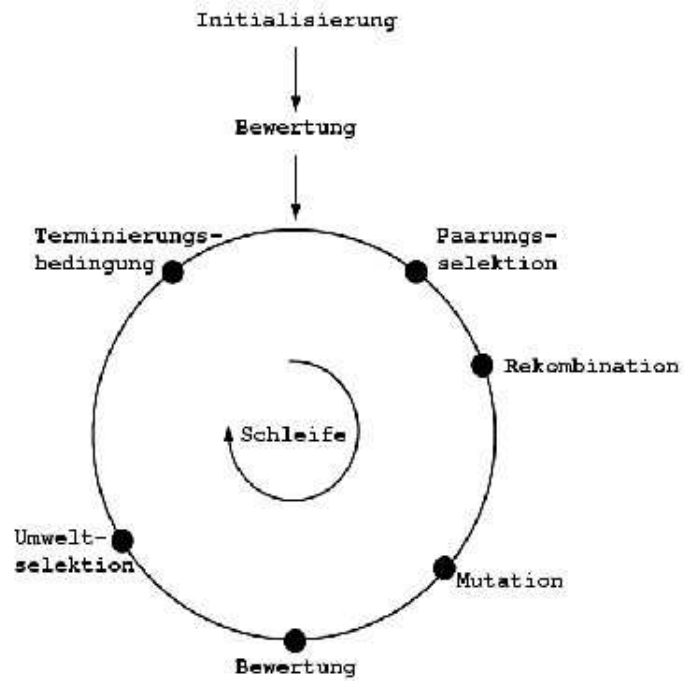 Initialisierung
Bewertung
Terminierungs-
bedingung
Paarungs-
selektion
Rekombination
Schleife
Umwelt-
selektion
Mutation
Bewertung